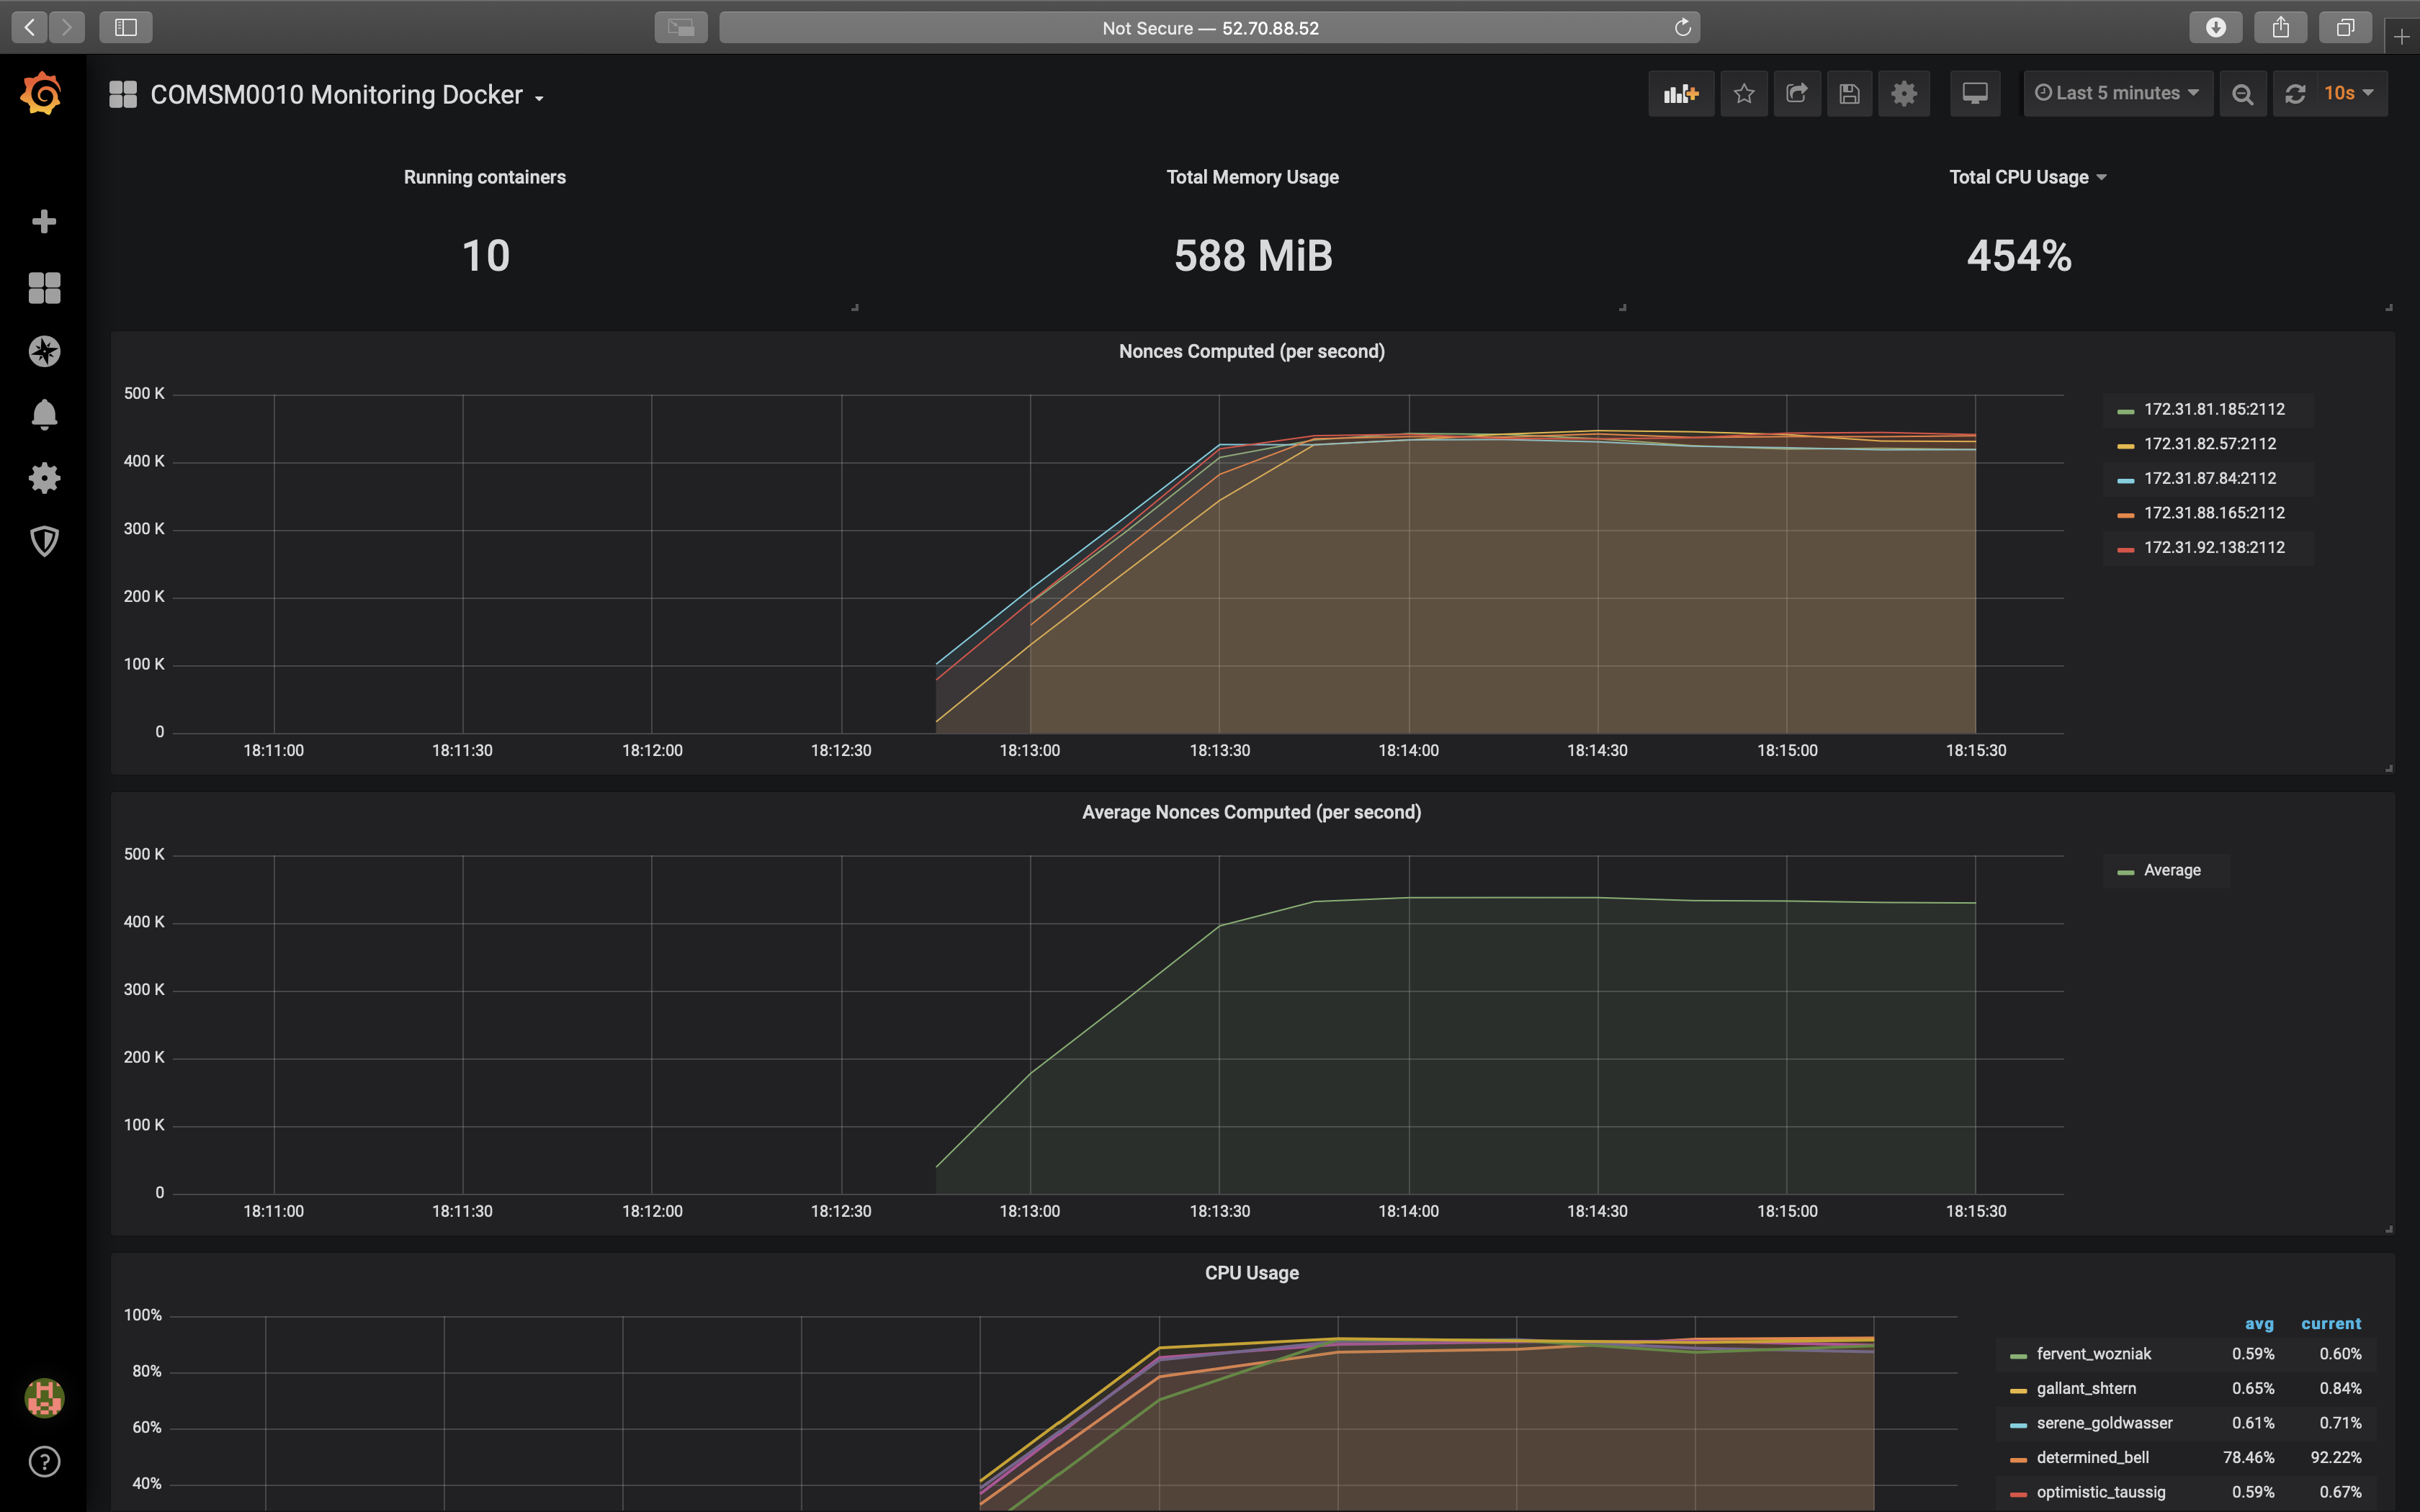 Not Secure — 52.70.88.52
COMSM0010 Monitoring Docker
Last 5 minutes
10s
Running containers
10
Total Memory Usage
588 MiB
Total CPU Usage
454%
Nonces Computed (per second)
500 K
400 K
300 K
200 K
100 K
0
18:11:00 18:11:30 18:12:00 18:12:30 18:13:00 18:13:30 18:14:00 18:14:30 18:15:00 18:15:30
172.31.81.185:2112
172.31.82.57:2112
172.31.87.84:2112
172.31.88.165:2112
172.31.92.138:2112
Average Nonces Computed (per second)
500 K
400 K
300 K
200 K
100 K
0
18:11:00 18:11:30 18:12:00 18:12:30 18:13:00 18:13:30 18:14:00 18:14:30 18:15:00 18:15:30
Average
CPU Usage
100%
80%
60%
40%
avg current
fervent_wozniak 0.59% 0.60%
gallant_shtern 0.65% 0.84%
serene_goldwasser 0.61% 0.71%
determined_bell 78.46% 92.22%
optimistic_taussig 0.59% 0.67%